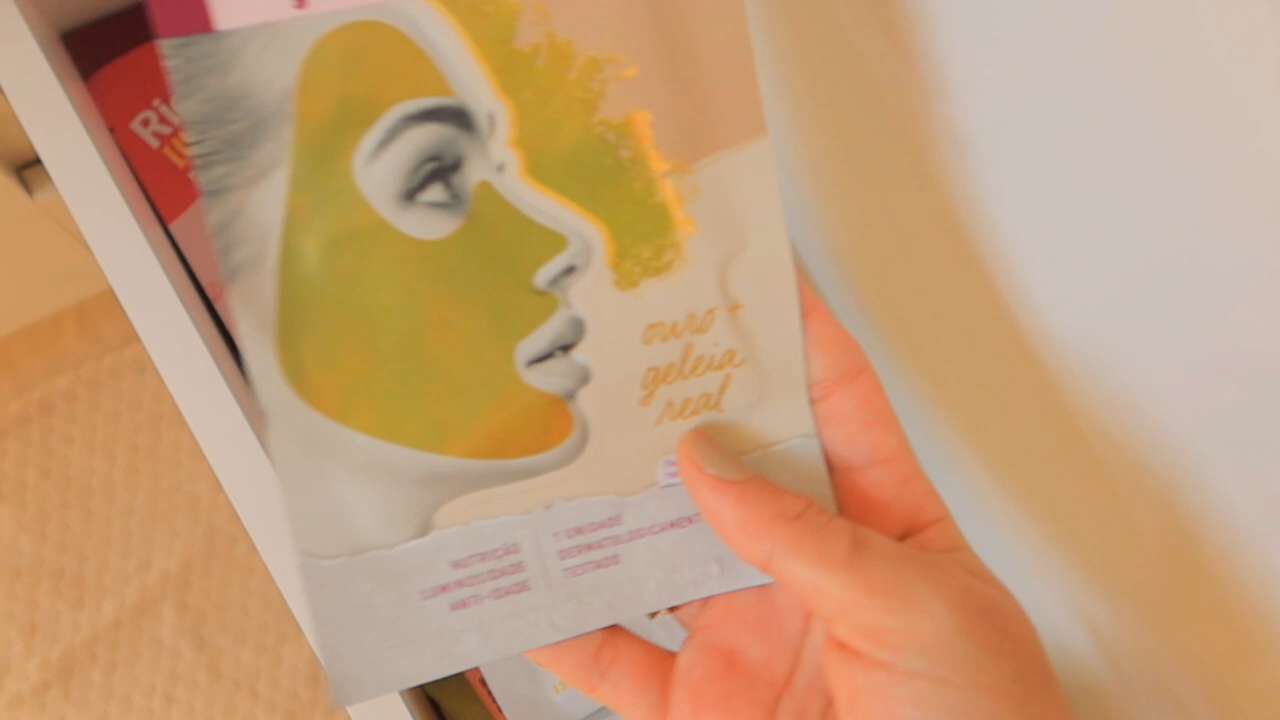 ouro +
geleia
real
NUTRIÇÃO
LUMINOSIDADE
ANTI-IDADE
1 UNIDADE
DERMATOLOGICAMENTE
TESTADO